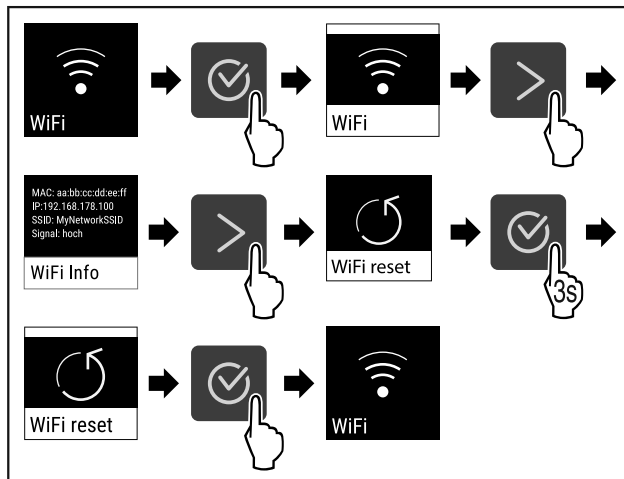 WiFi
WiFi
MAC: aa:bb:cc:dd:ee:ff
IP:192.168.178.100
SSID: MyNetworkSSID
Signal: hoch
WiFi Info
WiFi reset
3s
WiFi reset
WiFi